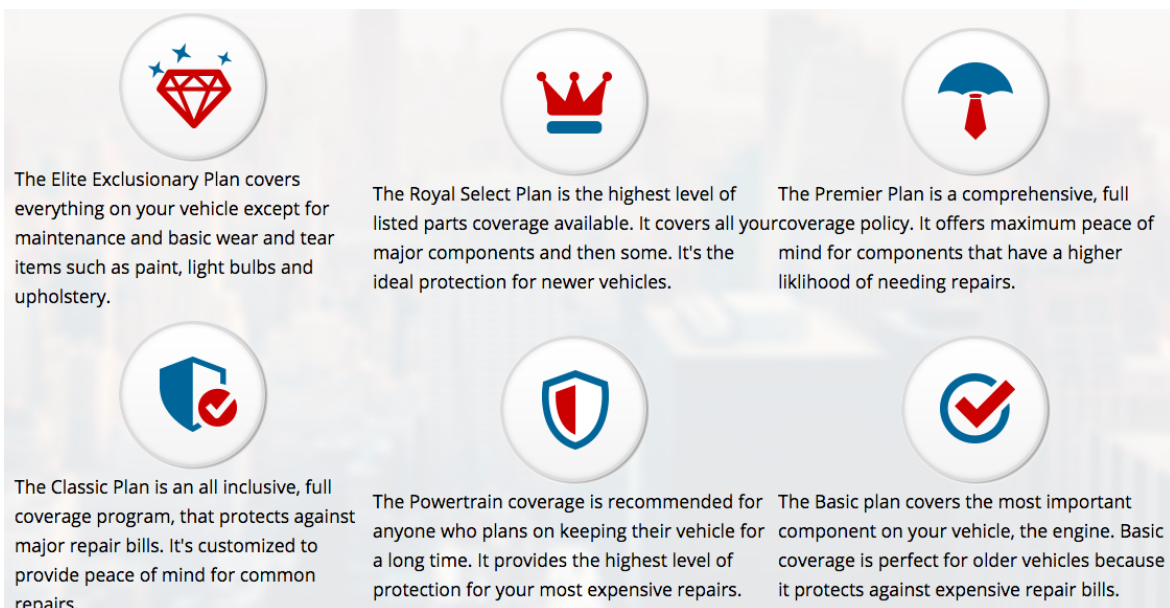 The Elite Exclusionary Plan covers
everything on your vehicle except for
maintenance and basic wear and tear
items such as paint, light bulbs and
upholstery.
The Royal Select Plan is the highest level of
listed parts coverage available. It covers all your
major components and then some. It's the
ideal protection for newer vehicles.
The Premier Plan is a comprehensive, full
coverage policy. It offers maximum peace of
mind for components that have a higher
liklihood of needing repairs.
The Classic Plan is an all inclusive, full
coverage program, that protects against
major repair bills. It's customized to
provide peace of mind for common
repairs.
The Powertrain coverage is recommended for
anyone who plans on keeping their vehicle for
a long time. It provides the highest level of
protection for your most expensive repairs.
The Basic plan covers the most important
component on your vehicle, the engine. Basic
coverage is perfect for older vehicles because
it protects against expensive repair bills.